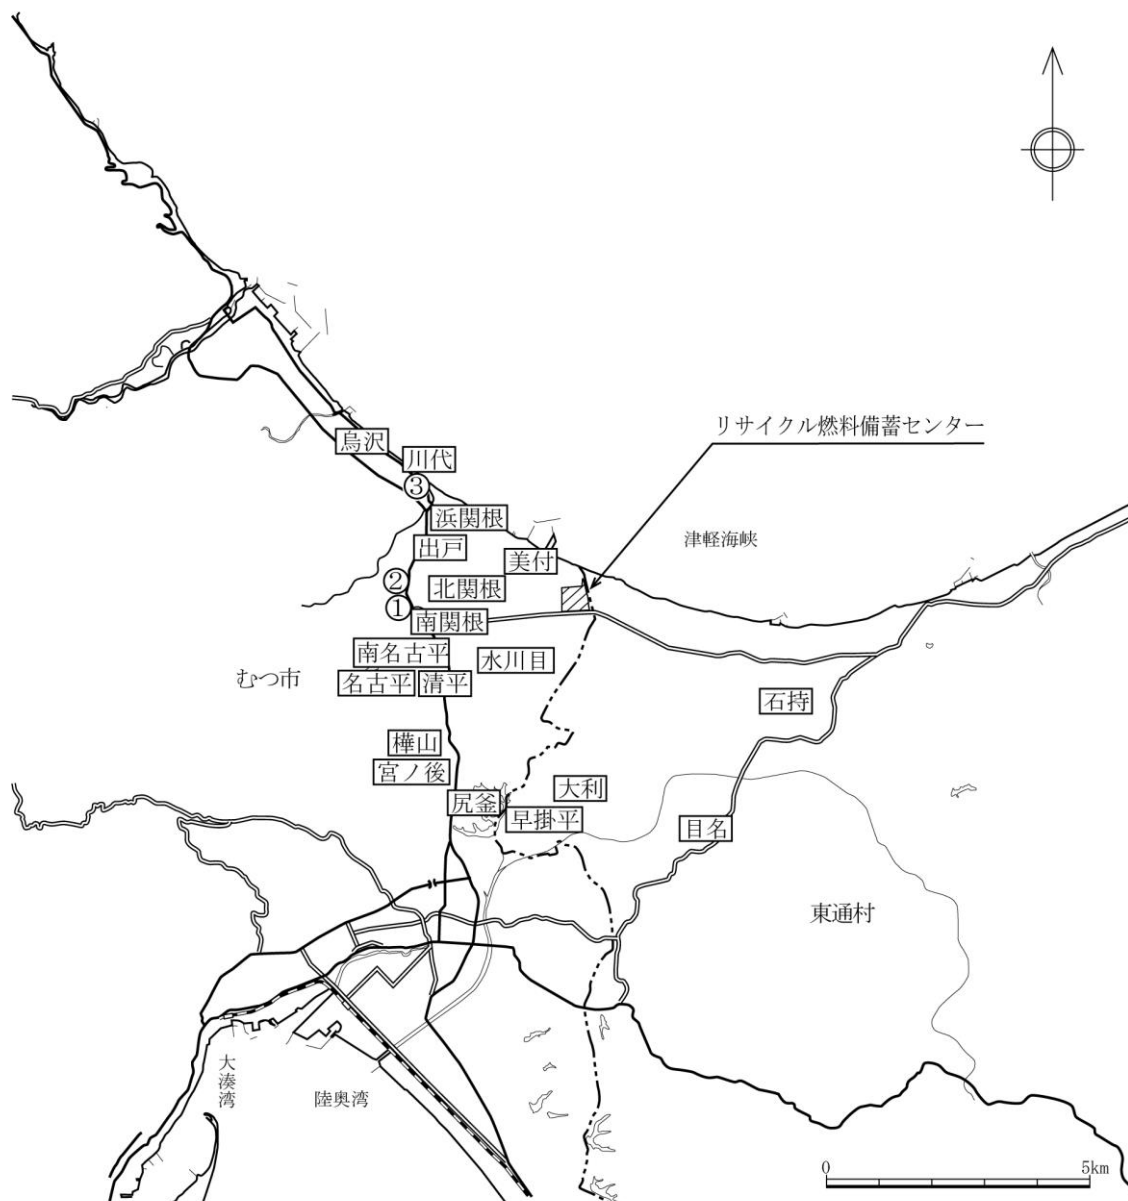 リサイクル燃料備蓄センター
烏沢
川代
③
浜関根
津軽海峡
出戸
美付
②
北関根
①
南関根
南名古平
水川目
むつ市
名古平
清平
石持
樺山
宮ノ後
大利
尻釜
早掛平
目名
東通村
大湊湾
陸奥湾
0
5km